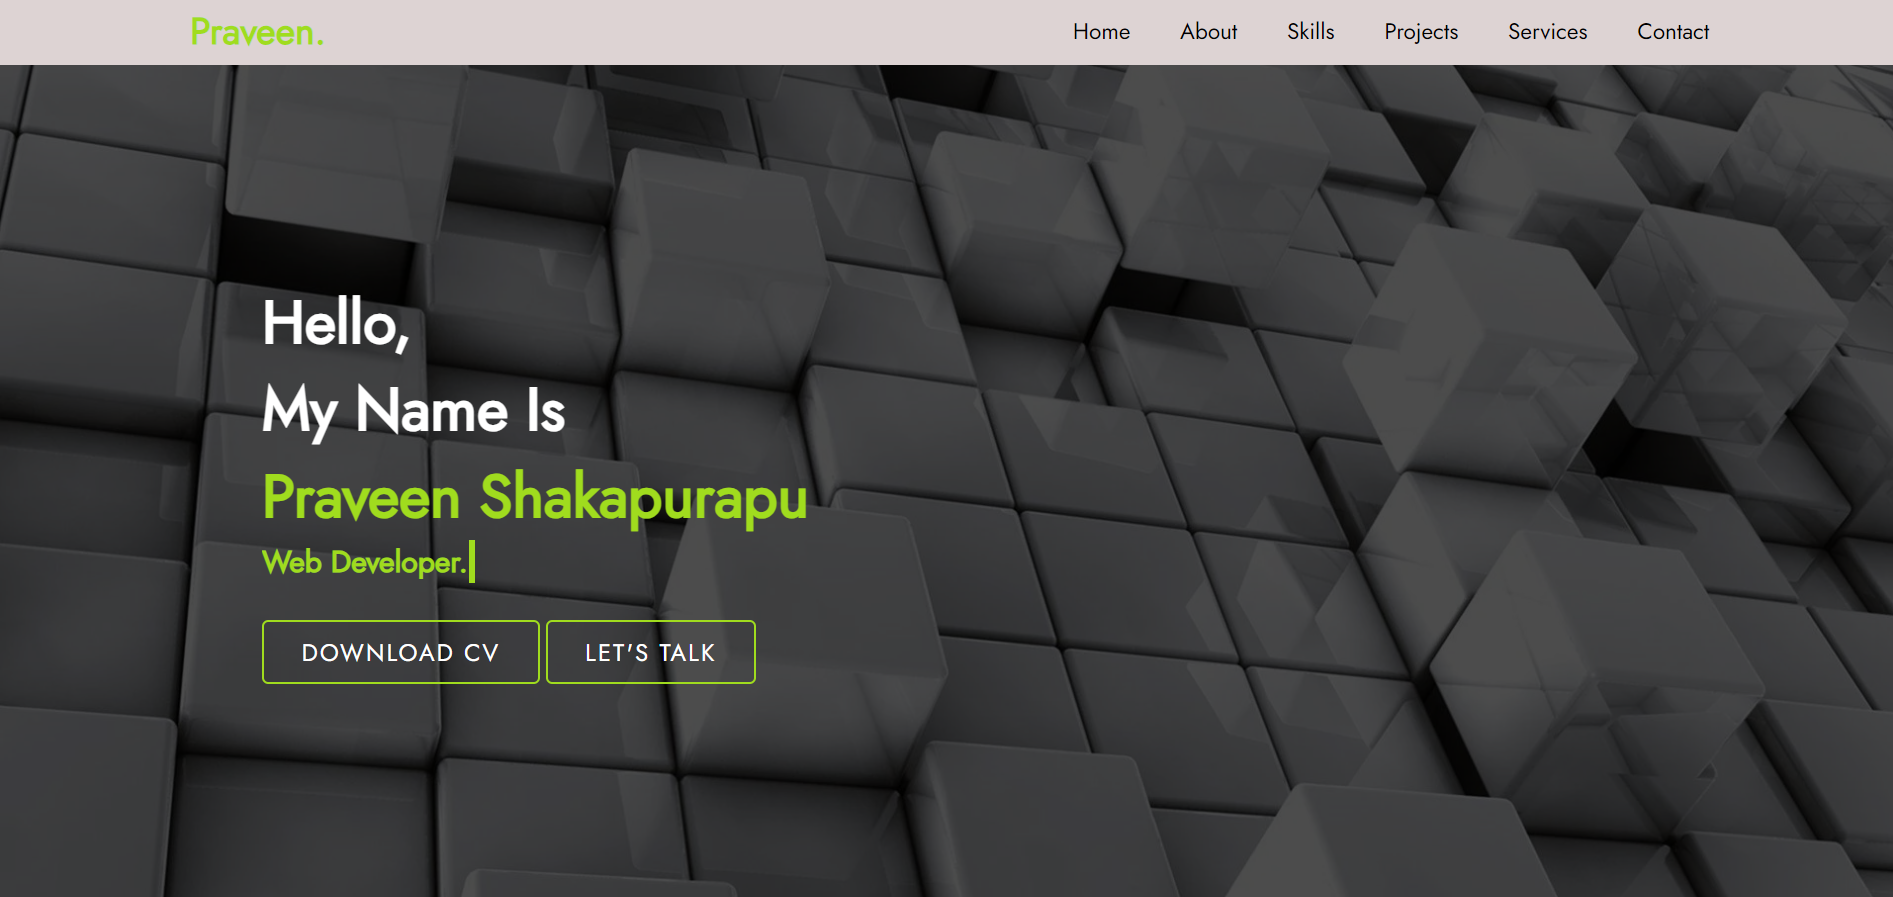 Praveen.
Home About Skills Projects Services Contact
Hello,
My Name Is
Praveen Shakapurapu
Web Developer.
DOWNLOAD CV LET'S TALK